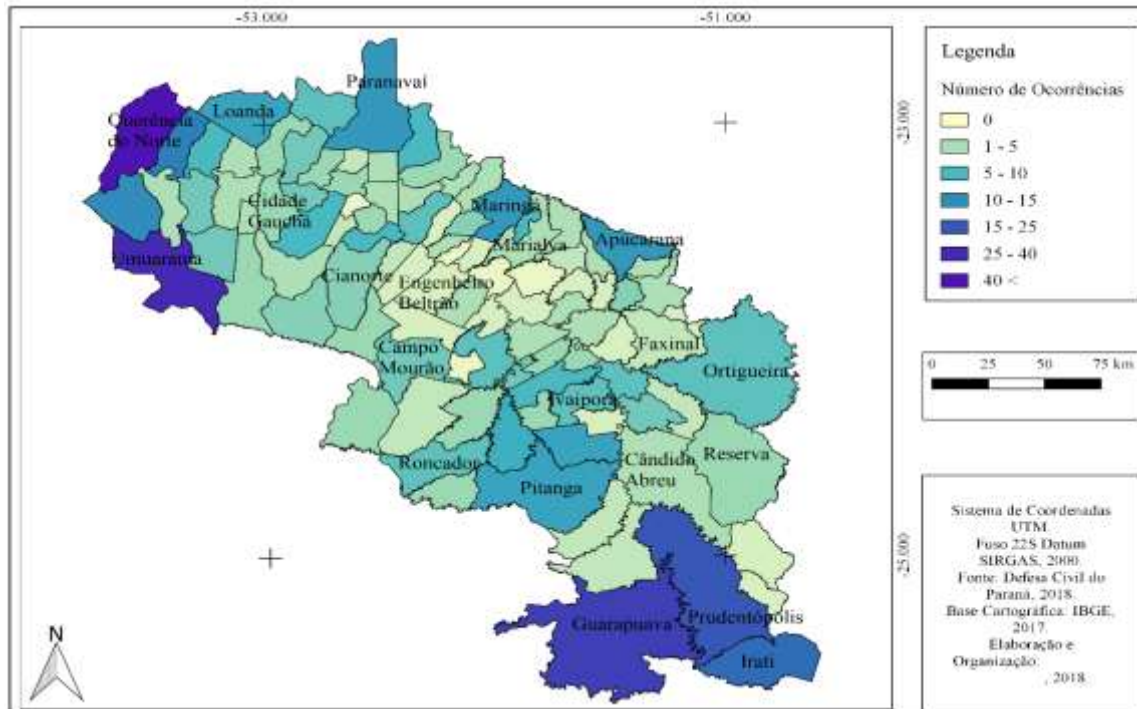 -53.000
-51.000
Paranavaí
Loanda
Querência
do Norte
Cidade
Gaucha
Maringá
Marialva
Apucarana
Umuarama
Cianorte
Engenheiro
Beltrão
Campo
Mourão
Faxinal
Ortigueira
Ivaiporã
Roncador
Pitanga
Cândido
Abreu
Reserva
Guarapuava
Prudentópolis
Irati
N
-23.000
-25.000
Legenda
Número de Ocorrências
0
1 - 5
5 - 10
10 - 15
15 - 25
25 - 40
40 <
0 25 50 75 km
Sistema de Coordenadas
UTM
Fuso 22S Datum
SIRGAS, 2000.
Fonte: Defesa Civil do
Paraná, 2018.
Base Cartográfica: IBGE,
2017.
Elaboração e
Organização:
, 2018